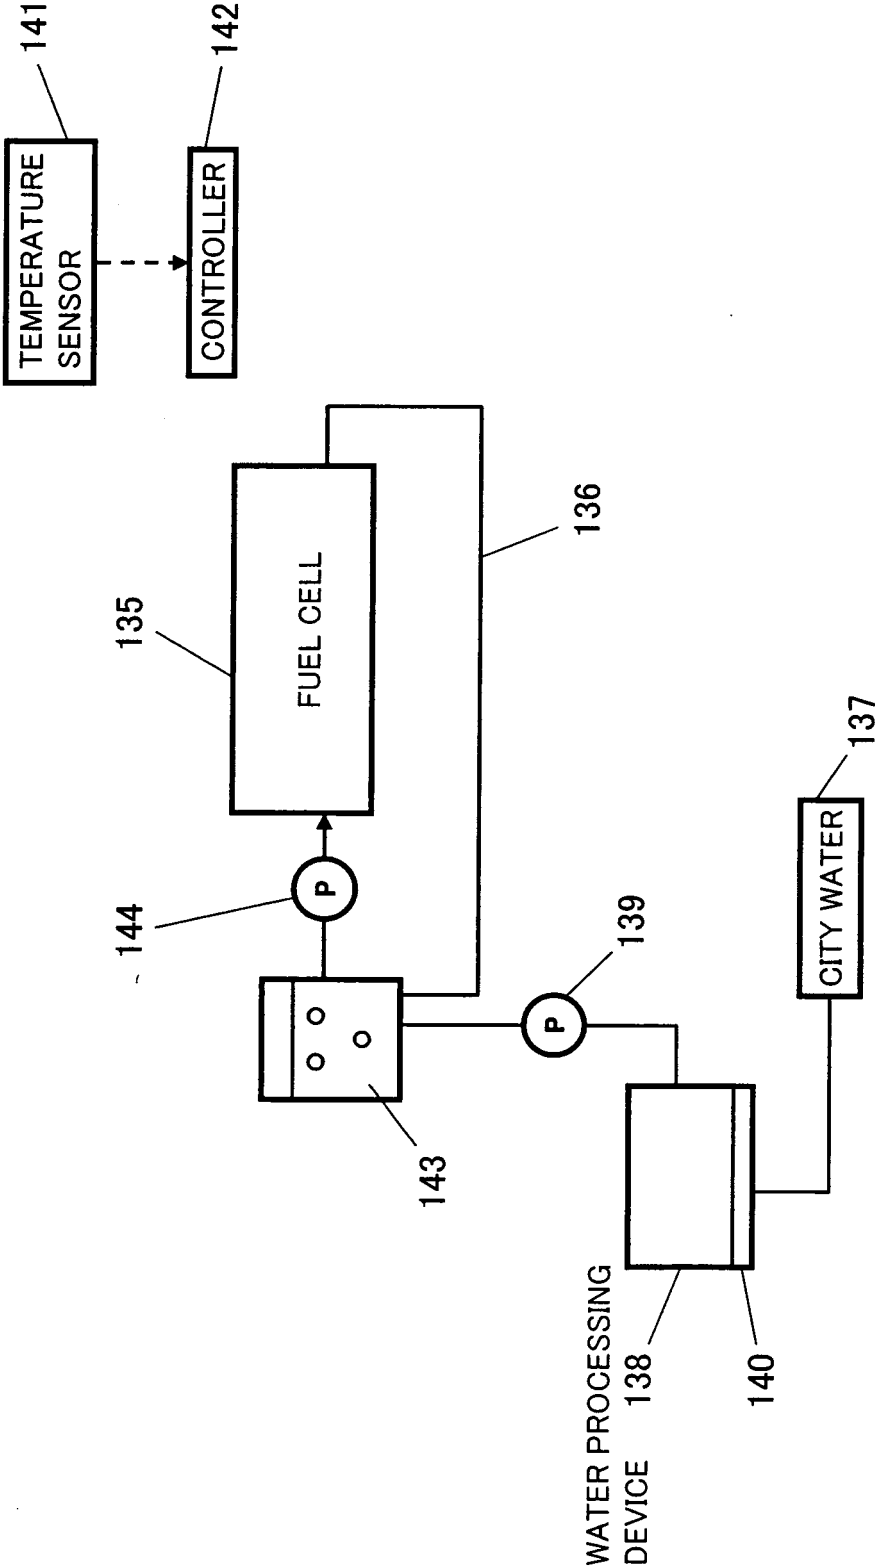 TEMPERATURE
SENSOR
141
CONTROLLER
142
135
FUEL CELL
136
144
P
143
P
139
CITY WATER
137
WATER PROCESSING
DEVICE 138
140